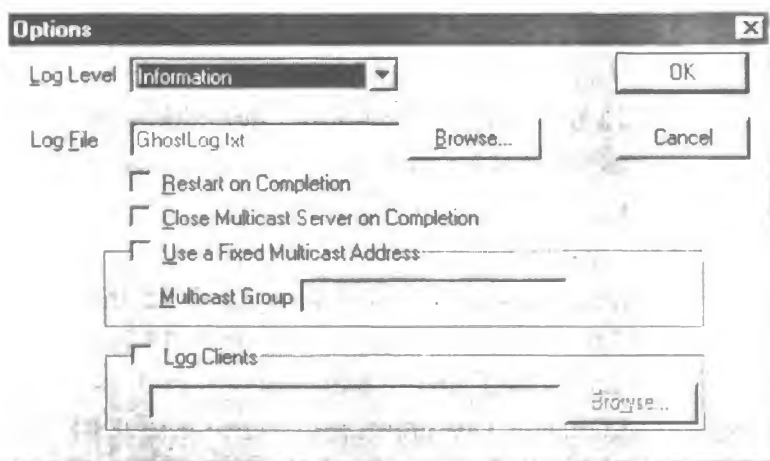 Options
Log Level Information OK
Log File GhostLog.txt Browse... Cancel
Restart on Completion
Close Multicast Server on Completion
Use a Fixed Multicast Address
Multicast Group
Log Clients
Browse...